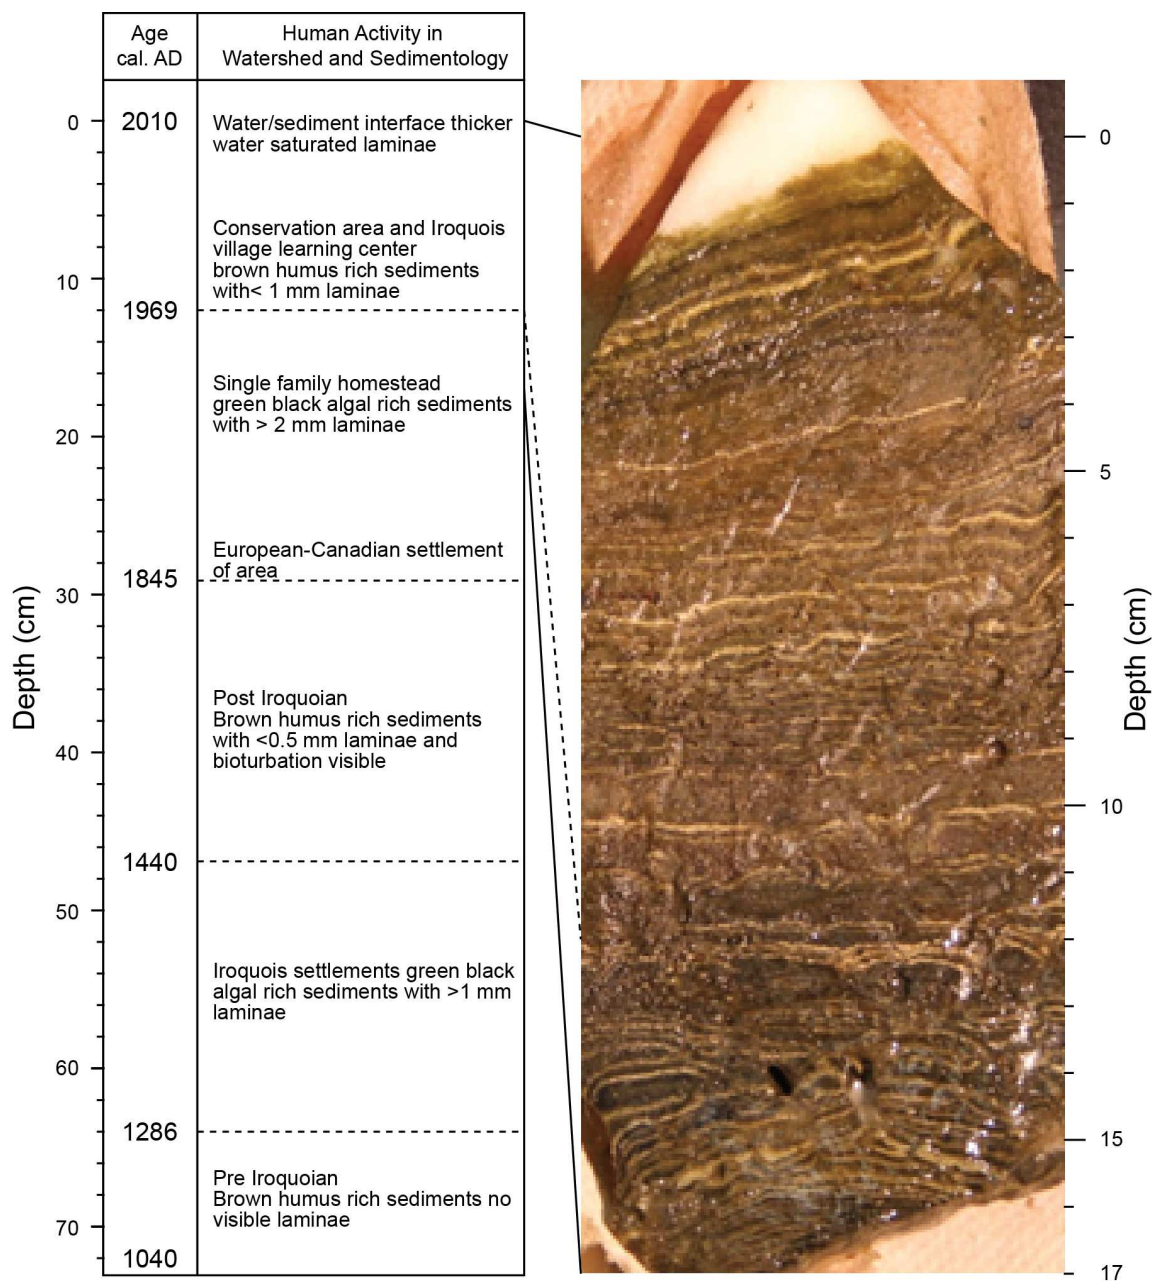 Age
cal. AD
Human Activity in
Watershed and Sedimentology
0
2010
Water/sediment interface thicker
water saturated laminae
0
Conservation area and Iroquois
village learning center
brown humus rich sediments
with< 1 mm laminae
10
1969
Single family homestead
green black algal rich sediments
with > 2 mm laminae
20
5
European-Canadian settlement
of area
1845
30
Depth (cm)
Depth (cm)
Post Iroquoian
Brown humus rich sediments
with <0.5 mm laminae and
bioturbation visible
40
10
1440
50
Iroquois settlements green black
algal rich sediments with >1 mm
laminae
60
1286
15
Pre Iroquoian
Brown humus rich sediments no
visible laminae
70
1040
17